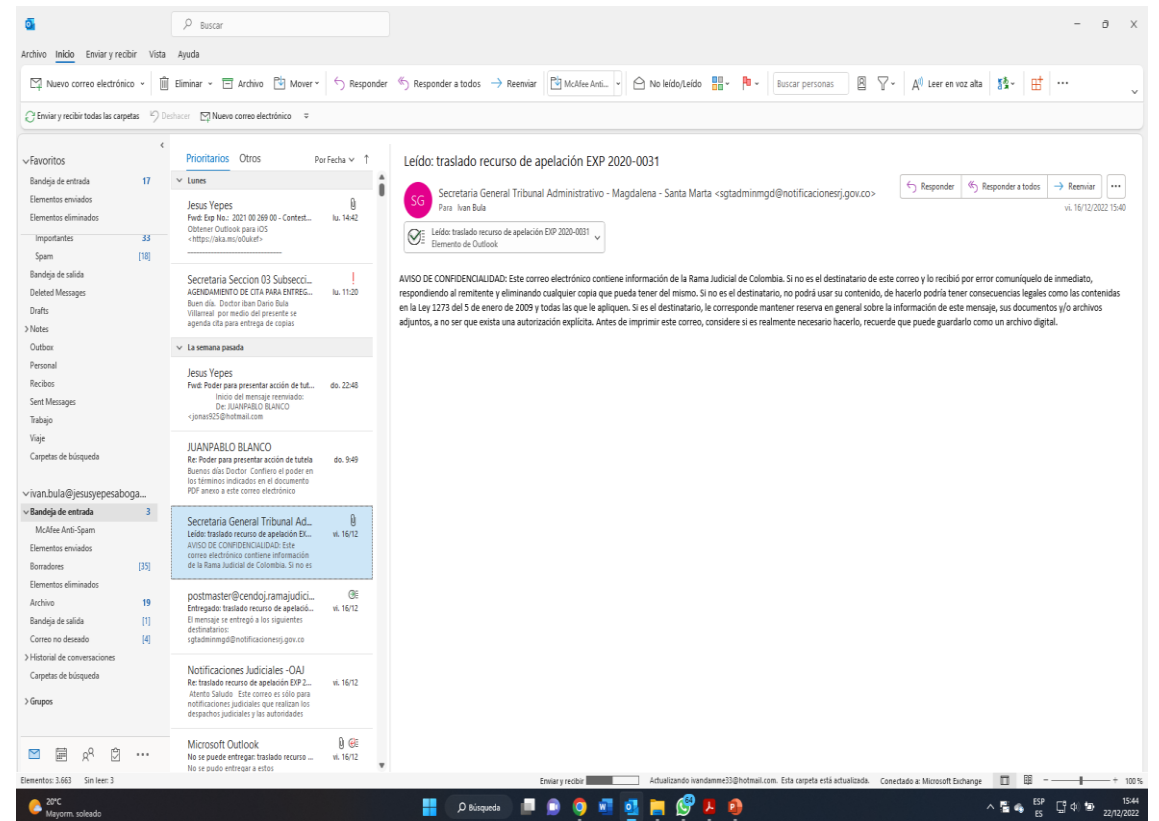 Buscar
Archivo Inicio Enviar y recibir Vista Ayuda
Nuevo correo electrónico Eliminar Archivo Mover Responder Responder a todos Reenviar McAfee Anti... No leído/Leído Buscar personas Leer en voz alta ...
Enviar y recibir todas las carpetas Deshacer Nuevo correo electrónico
Favoritos
Bandeja de entrada 17
Elementos enviados
Elementos eliminados
Importantes 33
Spam [18]
Bandeja de salida
Deleted Messages
Drafts
Notes
Outbox
Personal
Recibos
Sent Messages
Trabajo
Viaje
Carpetas de búsqueda
ivan.bula@jesusyepesaboga...
Bandeja de entrada 3
McAfee Anti-Spam
Elementos enviados
Borradores [35]
Elementos eliminados
Archivo 19
Bandeja de salida [1]
Correo no deseado [4]
Historial de conversaciones
Carpetas de búsqueda
Grupos
Prioritarios Otros Por Fecha
Lunes
Jesus Yepes
Fwd: Exp No.: 2021 00 269 00 - Contest... lu. 14:42
Obtener Outlook para iOS
<https://aka.ms/o0ukef>
Secretaria Seccion 03 Subsecci...
AGENDAMIENTO DE CITA PARA ENTREG... lu. 11:20
Buen día. Doctor iban Dario Bula
Villarreal por medio del presente se
agenda cita para entrega de copias
La semana pasada
Jesus Yepes
Fwd: Poder para presentar acción de tut... do. 22:48
Inicio del mensaje reenviado:
De: JUANPABLO BLANCO
<jonas925@hotmail.com
JUANPABLO BLANCO
Re: Poder para presentar acción de tutela do. 9:49
Buenos días Doctor Confiero el poder en
los términos indicados en el documento
PDF anexo a este correo electrónico
Secretaria General Tribunal Ad...
Leído: traslado recurso de apelación EX... vi. 16/12
AVISO DE CONFIDENCIALIDAD: Este
correo electrónico contiene información
de la Rama Judicial de Colombia. Si no es
postmaster@cendoj.ramajudici...
Entregado: traslado recurso de apelació... vi. 16/12
El mensaje se entregó a los siguientes
destinatarios:
sgtadminmgd@notificacionesrj.gov.co
Notificaciones Judiciales -OAJ
Re: traslado recurso de apelación EXP 2... vi. 16/12
Atento Saludo Este correo es sólo para
notificaciones judiciales que realizan los
despachos judiciales y las autoridades
Microsoft Outlook
No se puede entregar: traslado recurso ... vi. 16/12
No se pudo entregar a estos
Leído: traslado recurso de apelación EXP 2020-0031
SG
Secretaria General Tribunal Administrativo - Magdalena - Santa Marta <sgtadminmgd@notificacionesrj.gov.co>
Para Ivan Bula
Responder Responder a todos Reenviar ...
vi. 16/12/2022 15:40
Leído: traslado recurso de apelación EXP 2020-0031
Elemento de Outlook
AVISO DE CONFIDENCIALIDAD: Este correo electrónico contiene información de la Rama Judicial de Colombia. Si no es el destinatario de este correo y lo recibió por error comuníquelo de inmediato,
respondiendo al remitente y eliminando cualquier copia que pueda tener del mismo. Si no es el destinatario, no podrá usar su contenido, de hacerlo podría tener consecuencias legales como las contenidas
en la Ley 1273 del 5 de enero de 2009 y todas las que le apliquen. Si es el destinatario, le corresponde mantener reserva en general sobre la información de este mensaje, sus documentos y/o archivos
adjuntos, a no ser que exista una autorización explícita. Antes de imprimir este correo, considere si es realmente necesario hacerlo, recuerde que puede guardarlo como un archivo digital.
Elementos: 3.663 Sin leer: 3
Enviar y recibir Actualizando ivandamme33@hotmail.com. Esta carpeta está actualizada. Conectado a: Microsoft Exchange 100 %
20°C
Mayorm. soleado
Búsqueda
ESP
ES
15:44
22/12/2022